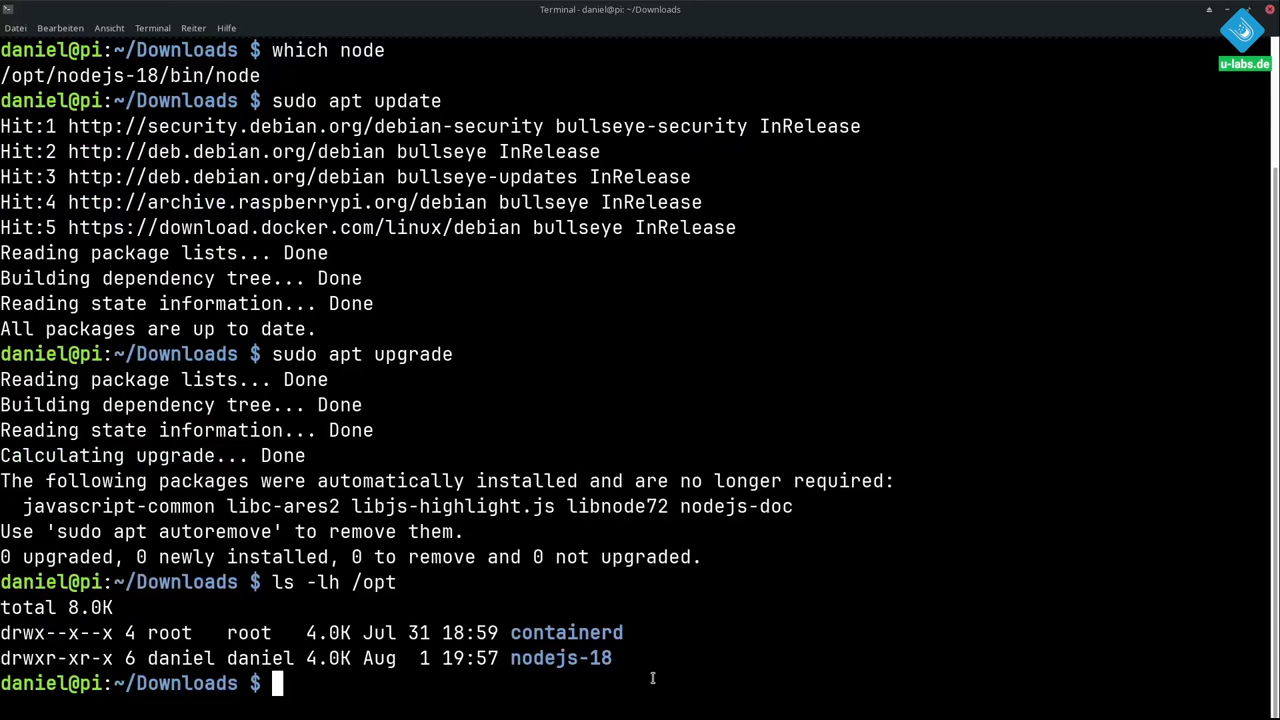 Terminal - daniel@pi: ~/Downloads
Datei Bearbeiten Ansicht Terminal Reiter Hilfe
u-labs.de
daniel@pi:~/Downloads $ which node
/opt/nodejs-18/bin/node
daniel@pi:~/Downloads $ sudo apt update
Hit:1 http://security.debian.org/debian-security bullseye-security InRelease
Hit:2 http://deb.debian.org/debian bullseye InRelease
Hit:3 http://deb.debian.org/debian bullseye-updates InRelease
Hit:4 http://archive.raspberrypi.org/debian bullseye InRelease
Hit:5 https://download.docker.com/linux/debian bullseye InRelease
Reading package lists... Done
Building dependency tree... Done
Reading state information... Done
All packages are up to date.
daniel@pi:~/Downloads $ sudo apt upgrade
Reading package lists... Done
Building dependency tree... Done
Reading state information... Done
Calculating upgrade... Done
The following packages were automatically installed and are no longer required:
  javascript-common libc-ares2 libjs-highlight.js libnode72 nodejs-doc
Use 'sudo apt autoremove' to remove them.
0 upgraded, 0 newly installed, 0 to remove and 0 not upgraded.
daniel@pi:~/Downloads $ ls -lh /opt
total 8.0K
drwx--x--x 4 root   root   4.0K Jul 31 18:59 containerd
drwxr-xr-x 6 daniel daniel 4.0K Aug  1 19:57 nodejs-18
daniel@pi:~/Downloads $